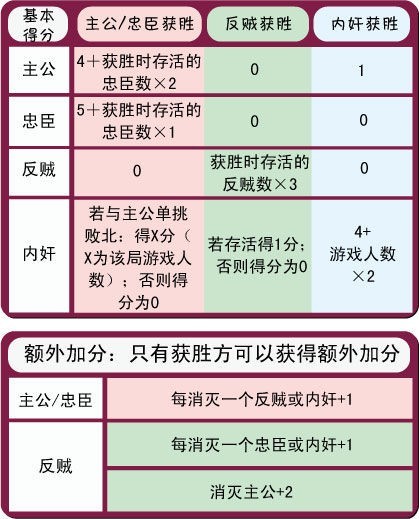 基本
得分
主公/忠臣获胜
反贼获胜
内奸获胜
主公
4＋获胜时存活的
忠臣数×2
0
1
忠臣
5＋获胜时存活的
忠臣数×1
0
0
反贼
0
获胜时存活的
反贼数×3
0
内奸
若与主公单挑
败北：得X分（
X为该局游戏人
数）；否则得
分为0
若存活得1分；
否则得分为0
4+
游戏人数
×2
额外加分：只有获胜方可以获得额外加分
主公/忠臣
每消灭一个反贼或内奸+1
反贼
每消灭一个忠臣或内奸+1
消灭主公+2